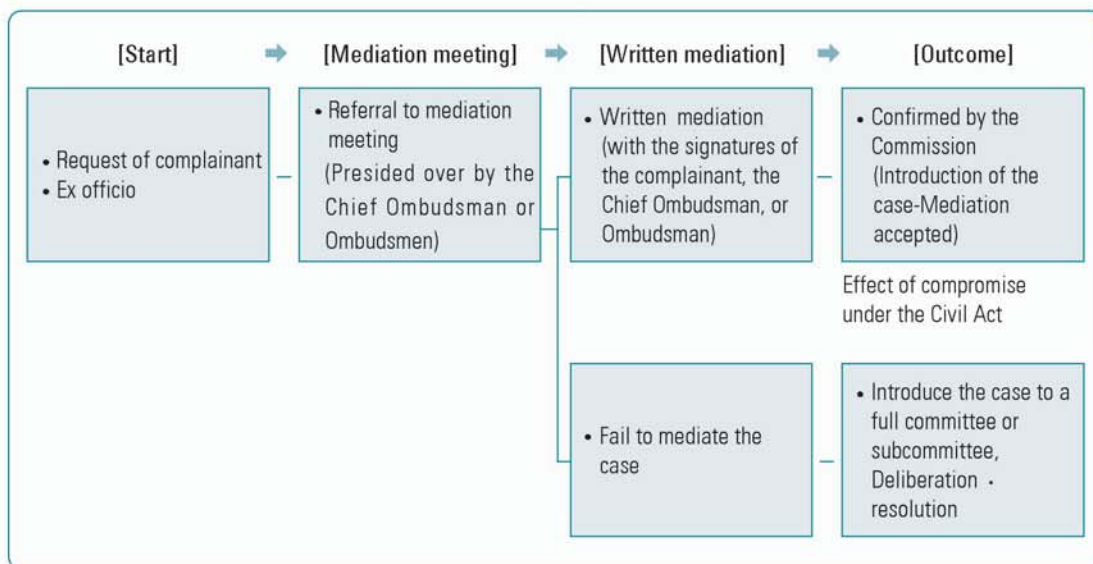 [Start]
[Mediation meeting]
[Written mediation]
[Outcome]
• Request of complainant
• Ex officio
• Referral to mediation
meeting
(Presided over by the
Chief Ombudsman or
Ombudsmen)
• Written mediation
(with the signatures of
the complainant, the
Chief Ombudsman, or
Ombudsman)
• Confirmed by the
Commission
(Introduction of the
case-Mediation
accepted)
Effect of compromise
under the Civil Act
• Fail to mediate the
case
• Introduce the case to a
full committee or
subcommittee,
Deliberation ·
resolution